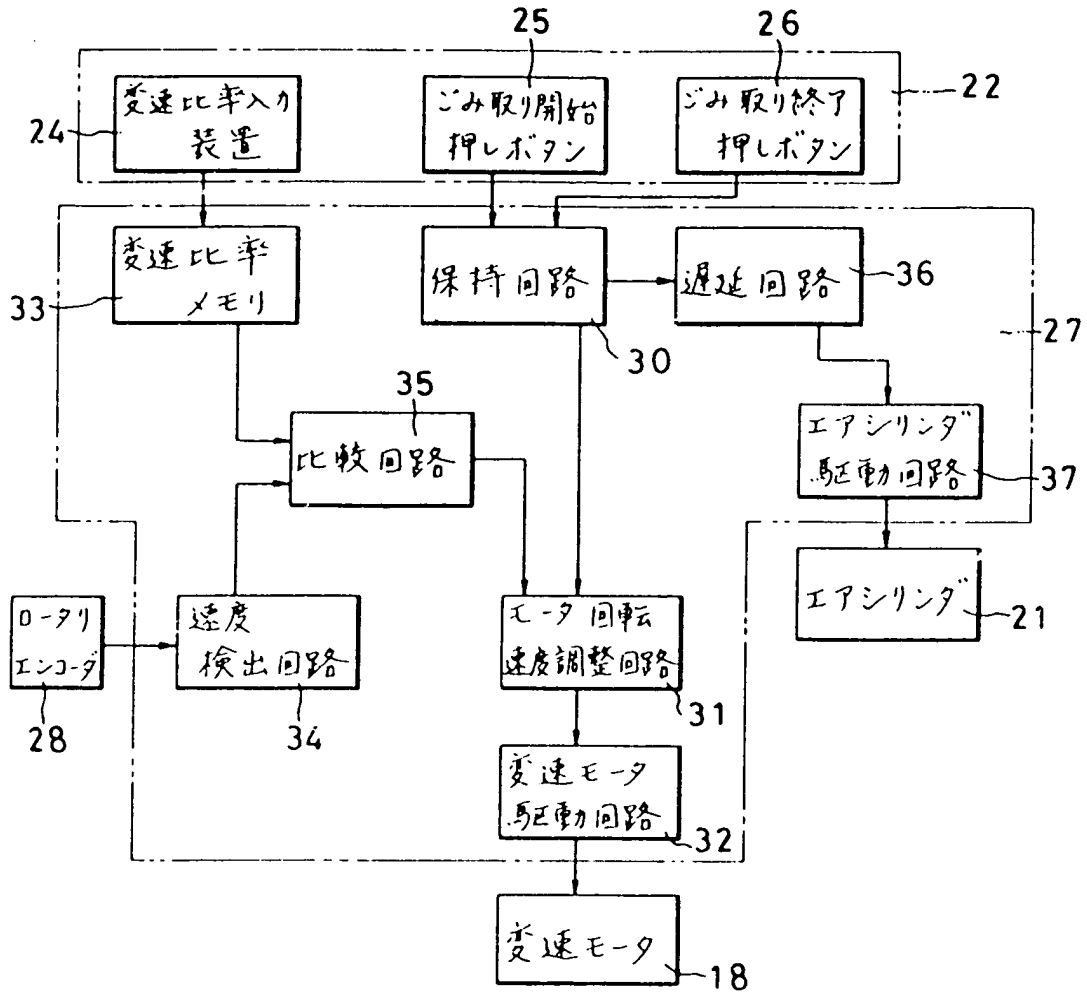 25
26
22
変速比率入力
装置
24
ごみ取り開始
押しボタン
ごみ取り終了
押しボタン
変速比率
メモリ
33
保持回路
30
遅延回路
36
27
35
比較回路
エアシリンダ
駆動回路
37
エアシリンダ
21
ロータリ
エンコーダ
28
速度
検出回路
34
モータ回転
速度調整回路
31
変速モータ
駆動回路
32
変速モータ
18